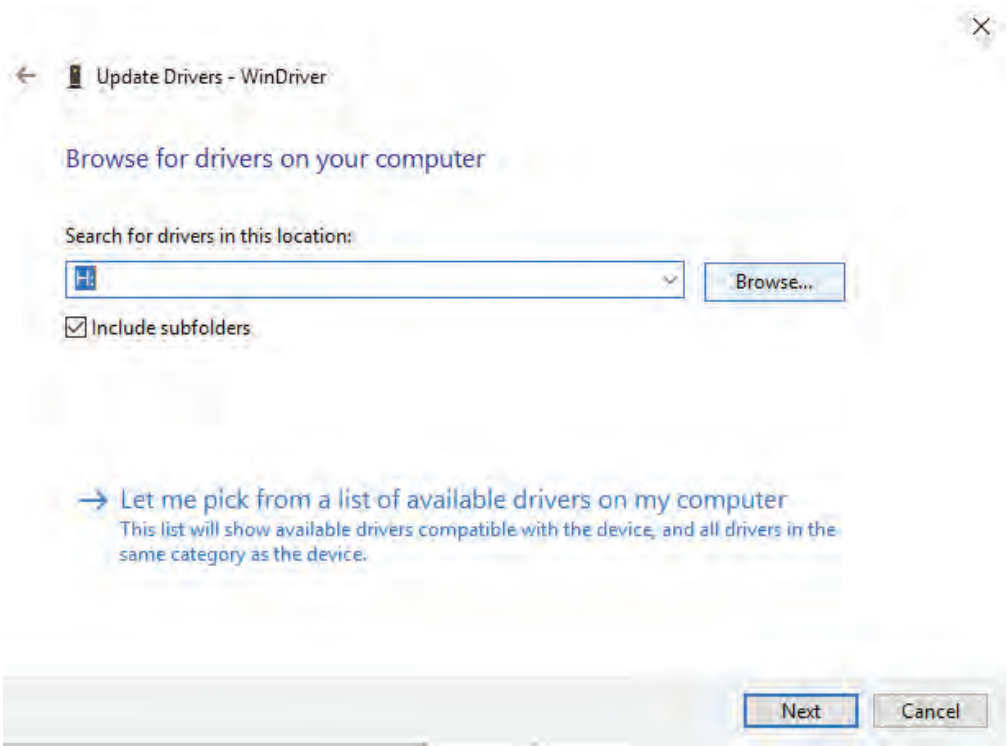 Update Drivers - WinDriver
Browse for drivers on your computer
Search for drivers in this location:
H:
Browse...
Include subfolders
Let me pick from a list of available drivers on my computer
This list will show available drivers compatible with the device, and all drivers in the
same category as the device.
Next
Cancel